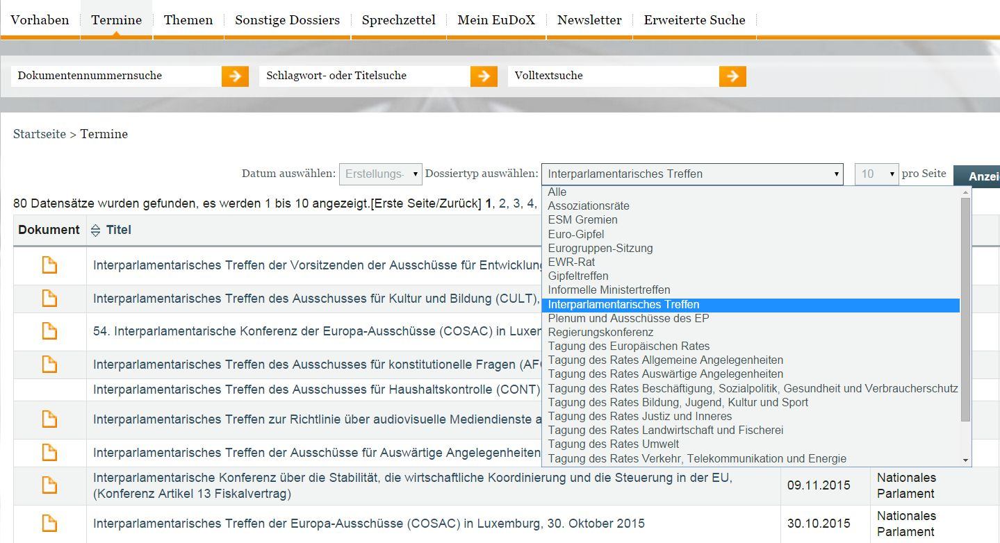 Vorhaben Termine Themen Sonstige Dossiers Sprechzettel Mein EuDoX Newsletter Erweiterte Suche
Dokumentennummernsuche Schlagwort- oder Titelsuche Volltextsuche
Startseite > Termine
Datum auswählen: Erstellungs- Dossiertyp auswählen: Interparlamentarisches Treffen 10 pro Seite Anzei
80 Datensätze wurden gefunden, es werden 1 bis 10 angezeigt.[Erste Seite/Zurück] 1, 2, 3, 4,
Dokument Titel
Interparlamentarisches Treffen der Vorsitzenden der Ausschüsse für Entwicklung
Interparlamentarisches Treffen des Ausschusses für Kultur und Bildung (CULT),
54. Interparlamentarische Konferenz der Europa-Ausschüsse (COSAC) in Luxem
Interparlamentarisches Treffen des Ausschusses für konstitutionelle Fragen (AFC
Interparlamentarisches Treffen des Ausschusses für Haushaltskontrolle (CONT)
Interparlamentarisches Treffen zur Richtlinie über audiovisuelle Mediendienste a
Interparlamentarisches Treffen der Ausschüsse für Auswärtige Angelegenheiten
Alle
Assoziationsräte
ESM Gremien
Euro-Gipfel
Eurogruppen-Sitzung
EWR-Rat
Gipfeltreffen
Informelle Ministertreffen
Interparlamentarisches Treffen
Plenum und Ausschüsse des EP
Regierungskonferenz
Tagung des Europäischen Rates
Tagung des Rates Allgemeine Angelegenheiten
Tagung des Rates Auswärtige Angelegenheiten
Tagung des Rates Beschäftigung, Sozialpolitik, Gesundheit und Verbraucherschutz
Tagung des Rates Bildung, Jugend, Kultur und Sport
Tagung des Rates Justiz und Inneres
Tagung des Rates Landwirtschaft und Fischerei
Tagung des Rates Umwelt
Tagung des Rates Verkehr, Telekommunikation und Energie
Interparlamentarische Konferenz über die Stabilität, die wirtschaftliche Koordinierung und die Steuerung in der EU,
(Konferenz Artikel 13 Fiskalvertrag)
09.11.2015
Nationales
Parlament
Interparlamentarisches Treffen der Europa-Ausschüsse (COSAC) in Luxemburg, 30. Oktober 2015
30.10.2015
Nationales
Parlament